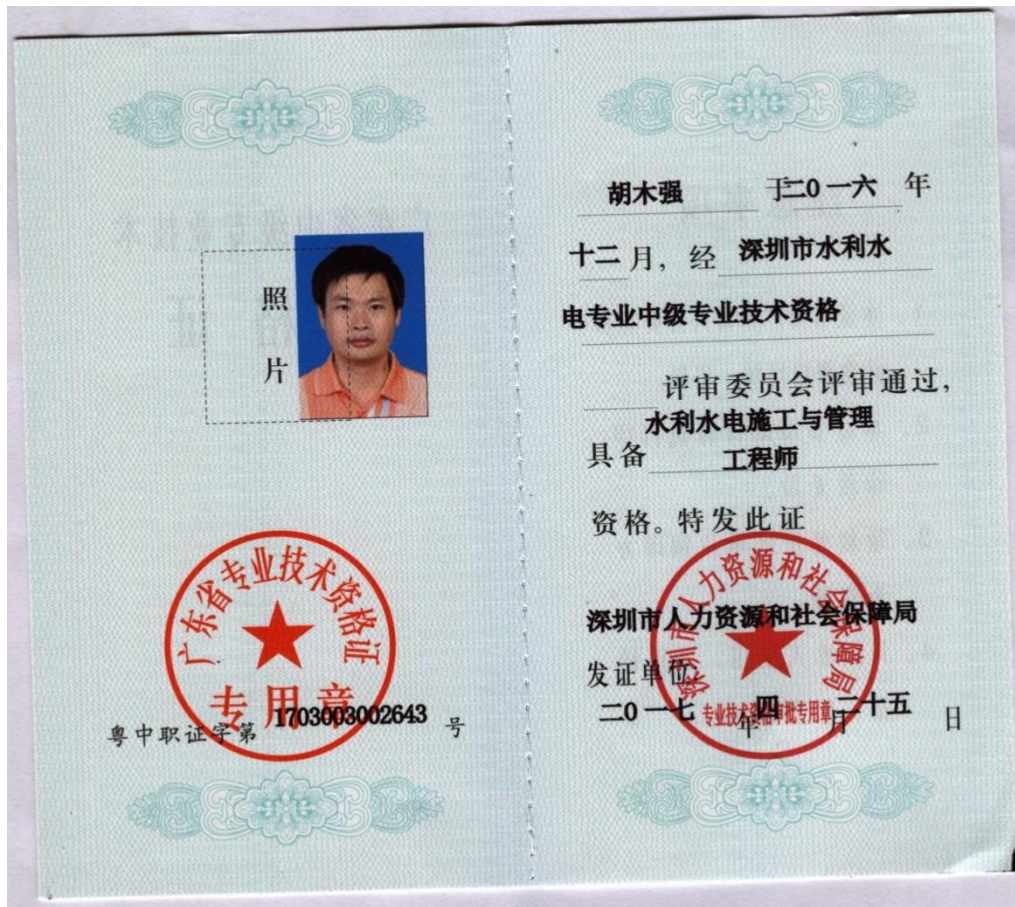 照
片
广东省专业技术资格证
专用章
粤中职证字第 1703003002643 号
胡木强 于二0一六 年
十二月，经 深圳市水利水
电专业中级专业技术资格
评审委员会评审通过，
水利水电施工与管理
具备 工程师
资格。特发此证
深圳市人力资源和社会保障局
深圳市人力资源和社会保障局
发证单位：
专业技术资格审批专用章
二0一七 年 四 月 二十五 日